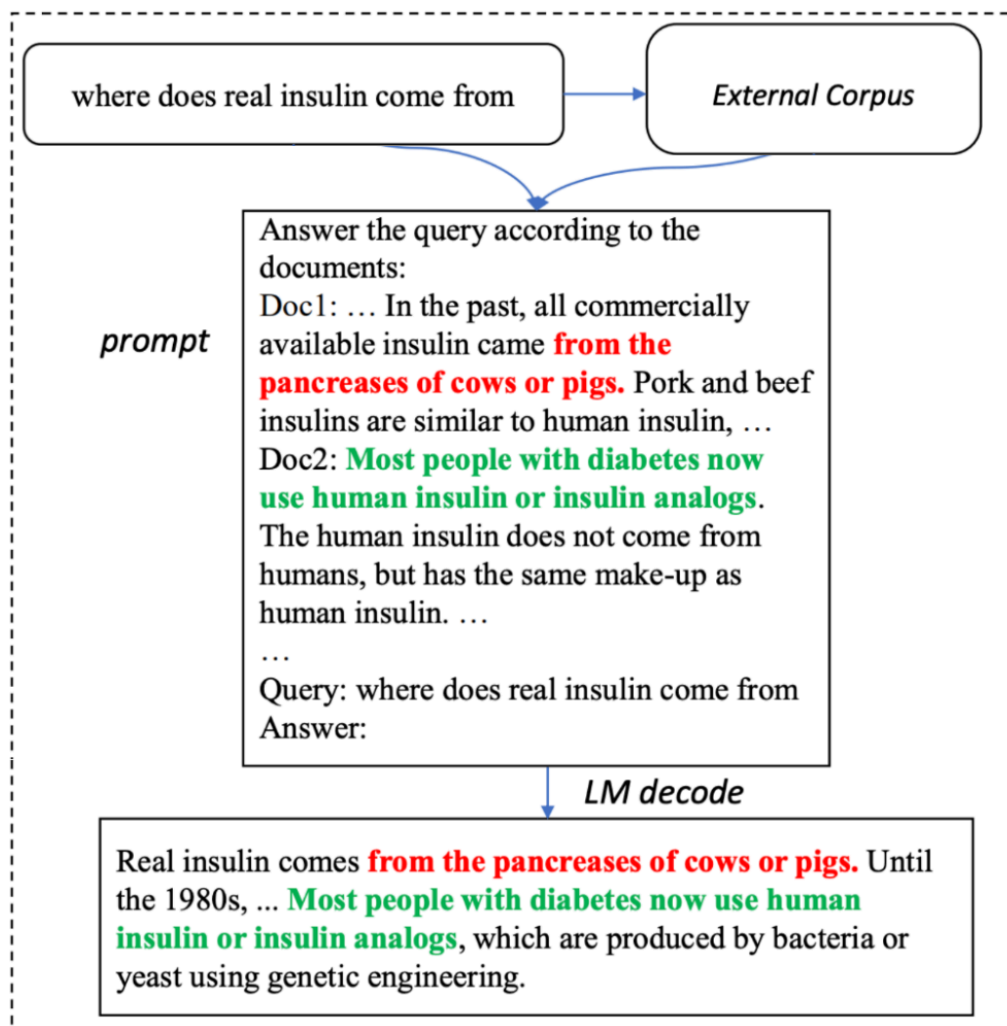 where does real insulin come from
External Corpus
prompt
Answer the query according to the
documents:
Doc1: … In the past, all commercially
available insulin came from the
pancreases of cows or pigs. Pork and beef
insulins are similar to human insulin, …
Doc2: Most people with diabetes now
use human insulin or insulin analogs.
The human insulin does not come from
humans, but has the same make-up as
human insulin. …
…
Query: where does real insulin come from
Answer:
LM decode
Real insulin comes from the pancreases of cows or pigs. Until
the 1980s, ... Most people with diabetes now use human
insulin or insulin analogs, which are produced by bacteria or
yeast using genetic engineering.